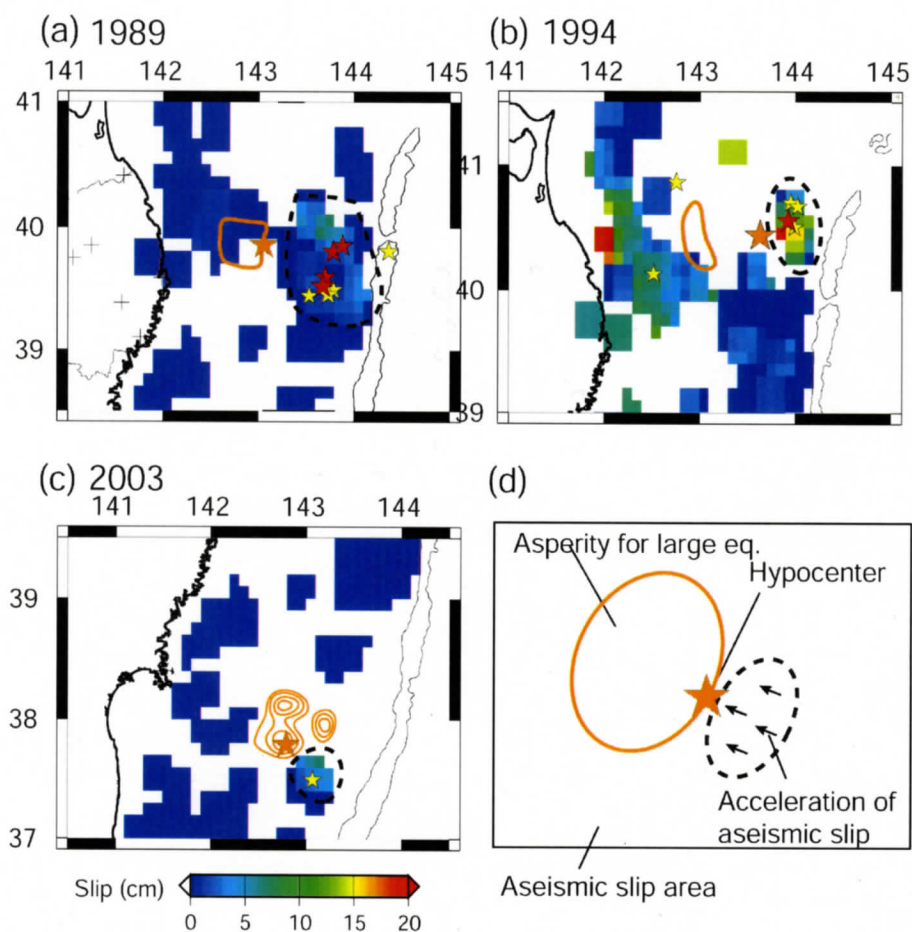 (a) 1989
141 142 143 144 145
41
40
39
(b) 1994
141 142 143 144 145
41
40
39
(c) 2003
141 142 143 144
39
38
37
Slip (cm)
0 5 10 15 20
(d)
Asperity for large eq.
Hypocenter
Acceleration of
aseismic slip
Aseismic slip area